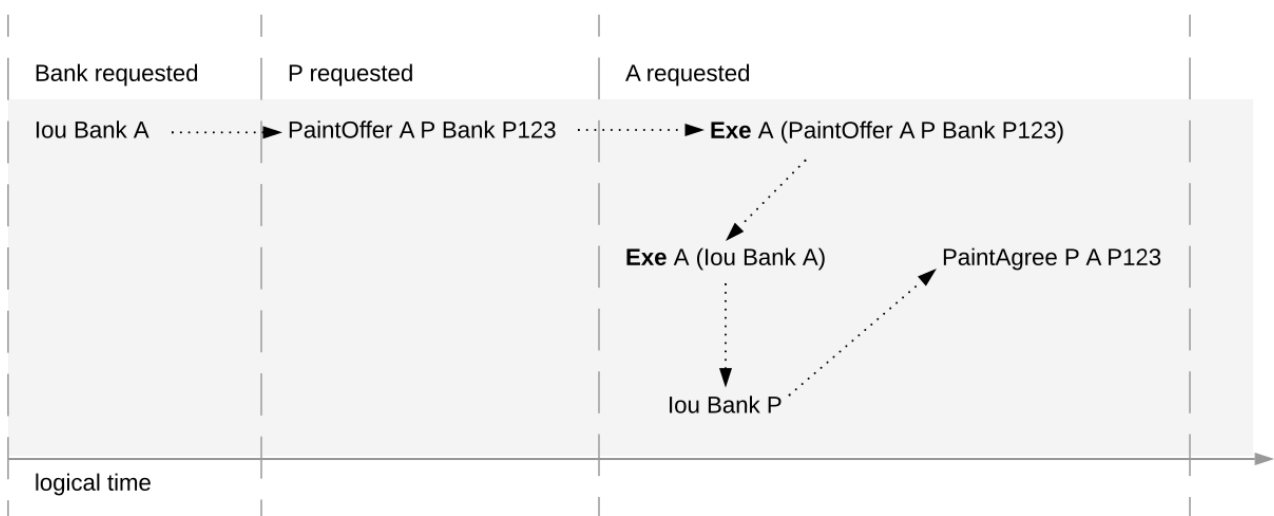 Bank requested
P requested
A requested
Iou Bank A
PaintOffer A P Bank P123
Exe A (PaintOffer A P Bank P123)
Exe A (Iou Bank A)
PaintAgree P A P123
Iou Bank P
logical time